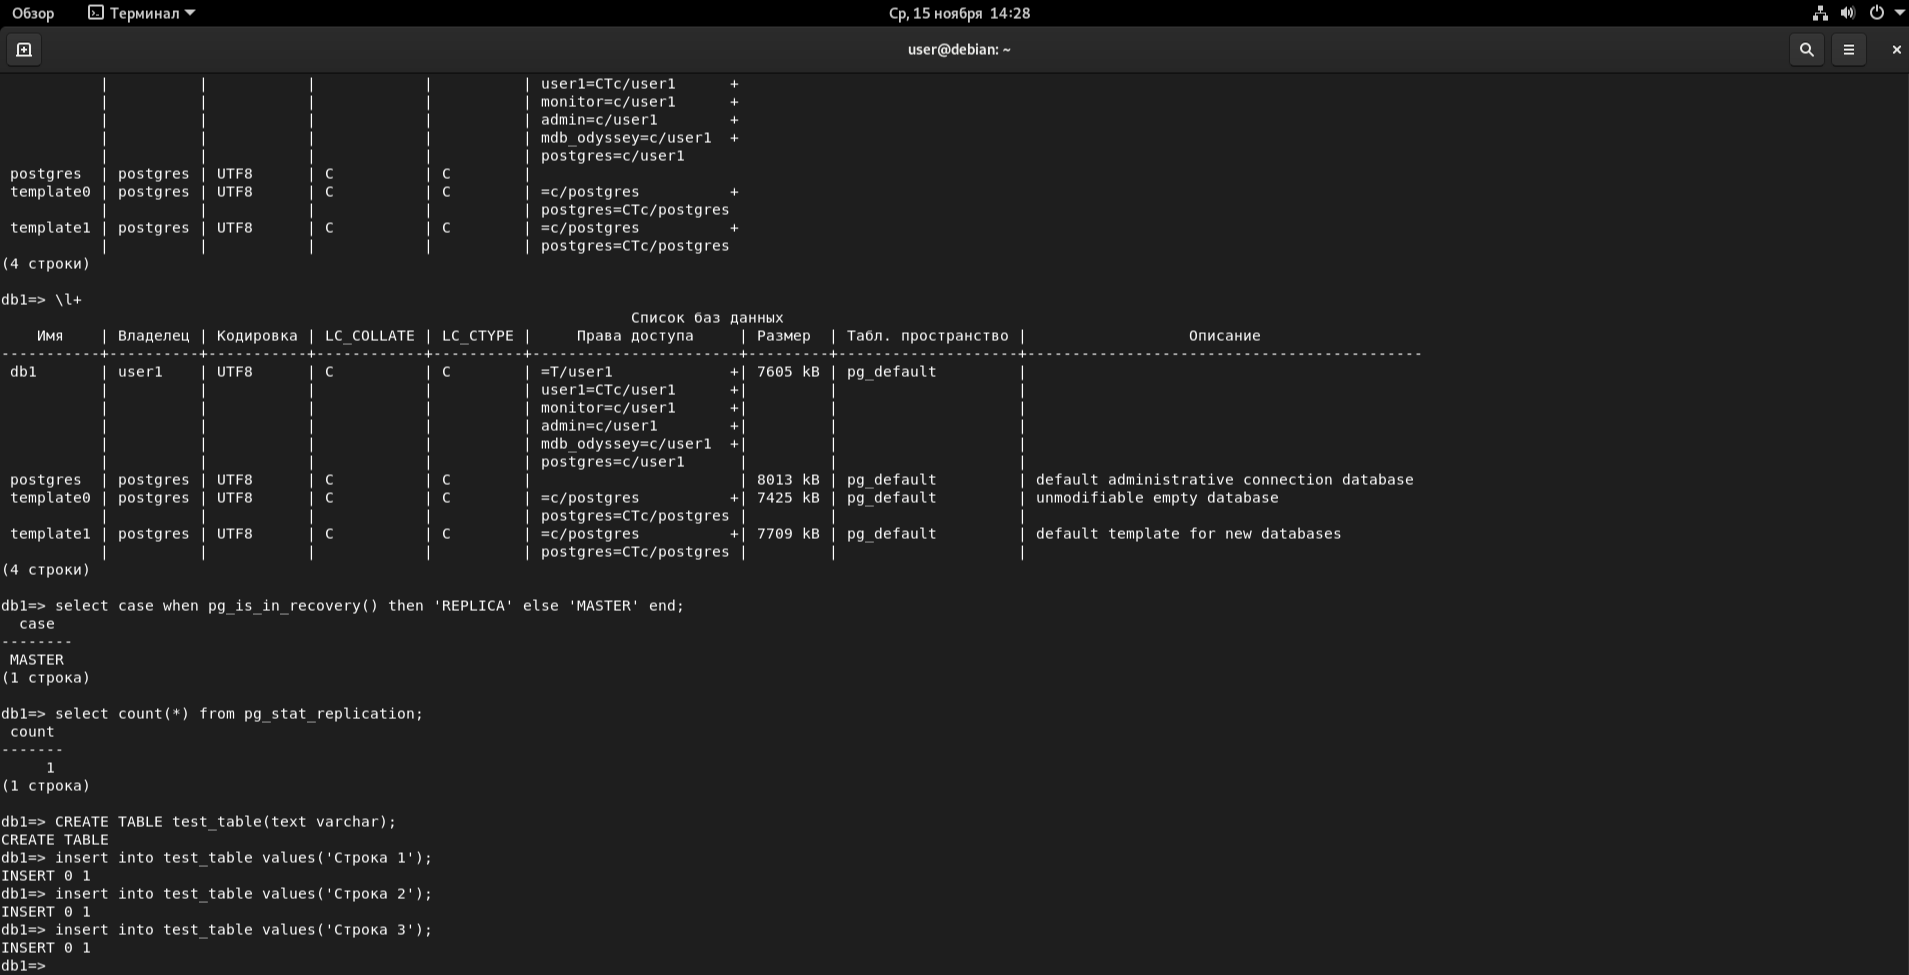 Обзор Терминал Ср, 15 ноября 14:28
user@debian: ~
| | | | | user1=CTc/user1 +
| | | | | monitor=c/user1 +
| | | | | admin=c/user1 +
| | | | | mdb_odyssey=c/user1 +
| | | | | postgres=c/user1
postgres | postgres | UTF8 | C | C |
template0 | postgres | UTF8 | C | C | =c/postgres +
| | | | | postgres=CTc/postgres
template1 | postgres | UTF8 | C | C | =c/postgres +
| | | | | postgres=CTc/postgres
(4 строки)
db1=> \l+
Список баз данных
Имя | Владелец | Кодировка | LC_COLLATE | LC_CTYPE | Права доступа | Размер | Табл. пространство | Описание
-----------+----------+-----------+------------+----------+-----------------------+---------+--------------------+--------------------------------------------
db1 | user1 | UTF8 | C | C | =T/user1 +| 7605 kB | pg_default |
| | | | | user1=CTc/user1 +| | |
| | | | | monitor=c/user1 +| | |
| | | | | admin=c/user1 +| | |
| | | | | mdb_odyssey=c/user1 +| | |
| | | | | postgres=c/user1 | | |
postgres | postgres | UTF8 | C | C | | 8013 kB | pg_default | default administrative connection database
template0 | postgres | UTF8 | C | C | =c/postgres +| 7425 kB | pg_default | unmodifiable empty database
| | | | | postgres=CTc/postgres | | |
template1 | postgres | UTF8 | C | C | =c/postgres +| 7709 kB | pg_default | default template for new databases
| | | | | postgres=CTc/postgres | | |
(4 строки)
db1=> select case when pg_is_in_recovery() then 'REPLICA' else 'MASTER' end;
case
--------
MASTER
(1 строка)
db1=> select count(*) from pg_stat_replication;
count
-------
1
(1 строка)
db1=> CREATE TABLE test_table(text varchar);
CREATE TABLE
db1=> insert into test_table values('Строка 1');
INSERT 0 1
db1=> insert into test_table values('Строка 2');
INSERT 0 1
db1=> insert into test_table values('Строка 3');
INSERT 0 1
db1=>